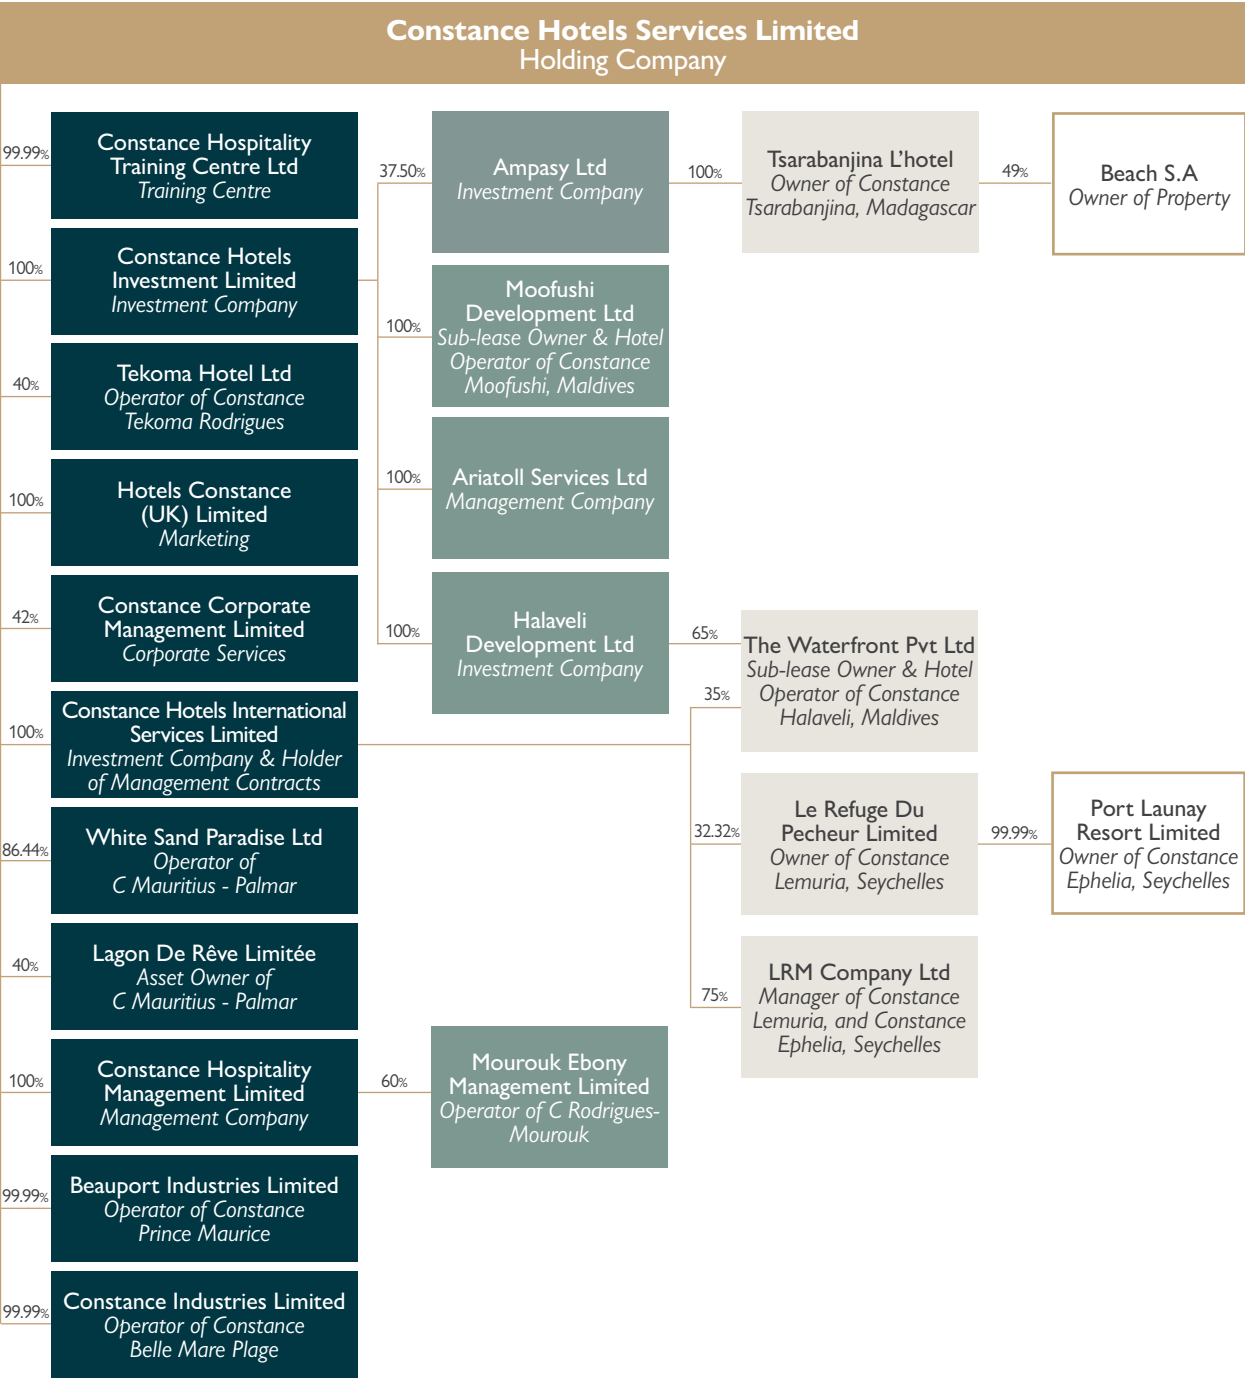 Constance Hotels Services Limited
Holding Company
99.99%
Constance Hospitality
Training Centre Ltd
Training Centre
37.50%
Ampasy Ltd
Investment Company
100%
Tsarabanjina L'hotel
Owner of Constance
Tsarabanjina, Madagascar
49%
Beach S.A
Owner of Property
100%
Constance Hotels
Investment Limited
Investment Company
100%
Moofushi
Development Ltd
Sub-lease Owner & Hotel
Operator of Constance
Moofushi, Maldives
40%
Tekoma Hotel Ltd
Operator of Constance
Tekoma Rodrigues
100%
Ariatoll Services Ltd
Management Company
100%
Hotels Constance
(UK) Limited
Marketing
42%
Constance Corporate
Management Limited
Corporate Services
100%
Halaveli
Development Ltd
Investment Company
65%
The Waterfront Pvt Ltd
Sub-lease Owner & Hotel
Operator of Constance
Halaveli, Maldives
35%
100%
Constance Hotels International
Services Limited
Investment Company & Holder
of Management Contracts
86.44%
White Sand Paradise Ltd
Operator of
C Mauritius - Palmar
32.32%
Le Refuge Du
Pecheur Limited
Owner of Constance
Lemuria, Seychelles
99.99%
Port Launay
Resort Limited
Owner of Constance
Ephelia, Seychelles
40%
Lagon De Rêve Limitée
Asset Owner of
C Mauritius - Palmar
75%
LRM Company Ltd
Manager of Constance
Lemuria, and Constance
Ephelia, Seychelles
100%
Constance Hospitality
Management Limited
Management Company
60%
Mourouk Ebony
Management Limited
Operator of C Rodrigues-
Mourouk
99.99%
Beauport Industries Limited
Operator of Constance
Prince Maurice
99.99%
Constance Industries Limited
Operator of Constance
Belle Mare Plage